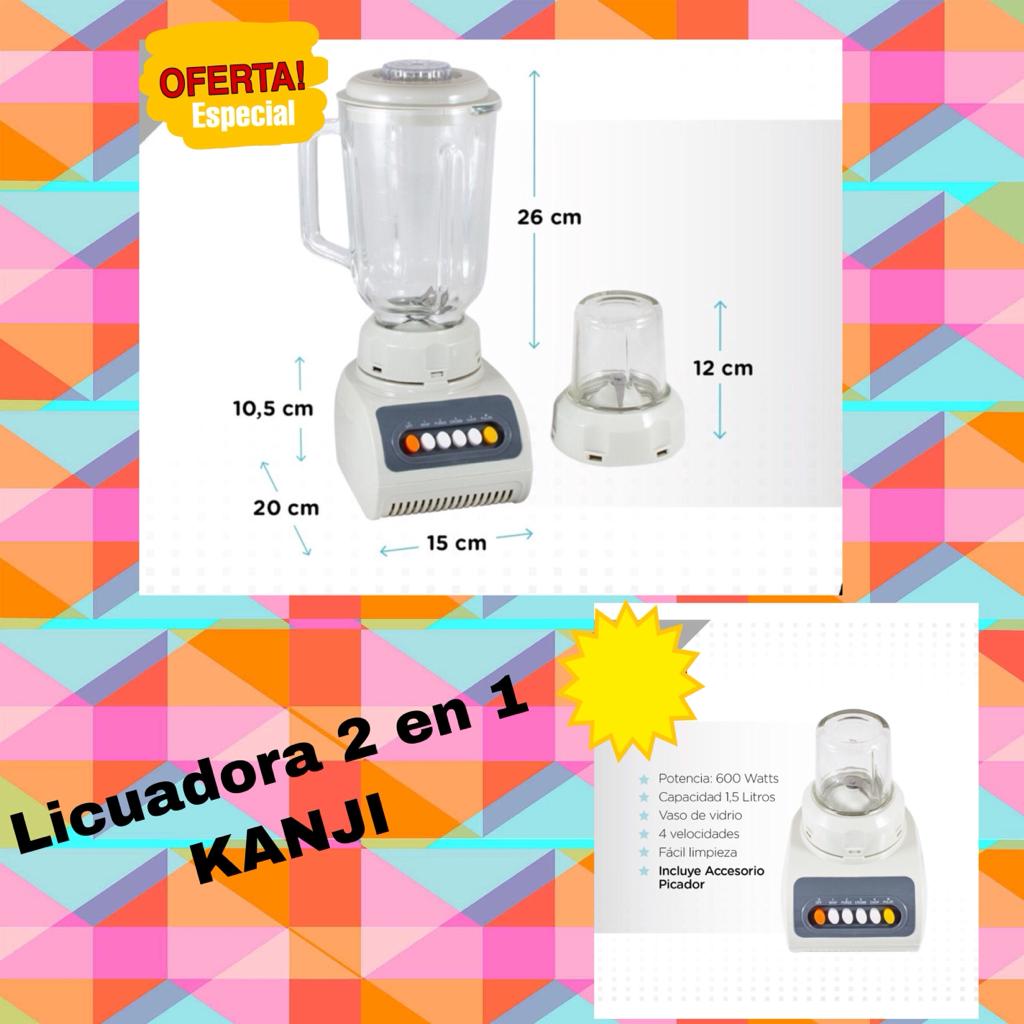 OFERTA!
Especial
26 cm
12 cm
10,5 cm
20 cm
15 cm
Licuadora 2 en 1
KANJI
Potencia: 600 Watts
Capacidad 1,5 Litros
Vaso de vidrio
4 velocidades
Fácil limpieza
Incluye Accesorio
Picador